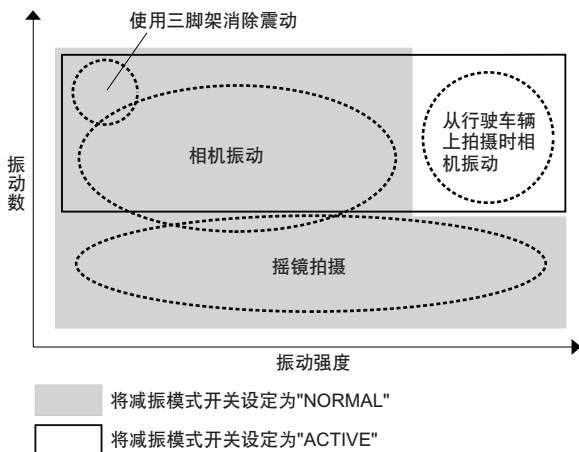 使用三脚架消除震动
振动数
相机振动
从行驶车辆
上拍摄时相
机振动
摇镜拍摄
振动强度
将减振模式开关设定为"NORMAL"
将减振模式开关设定为"ACTIVE"